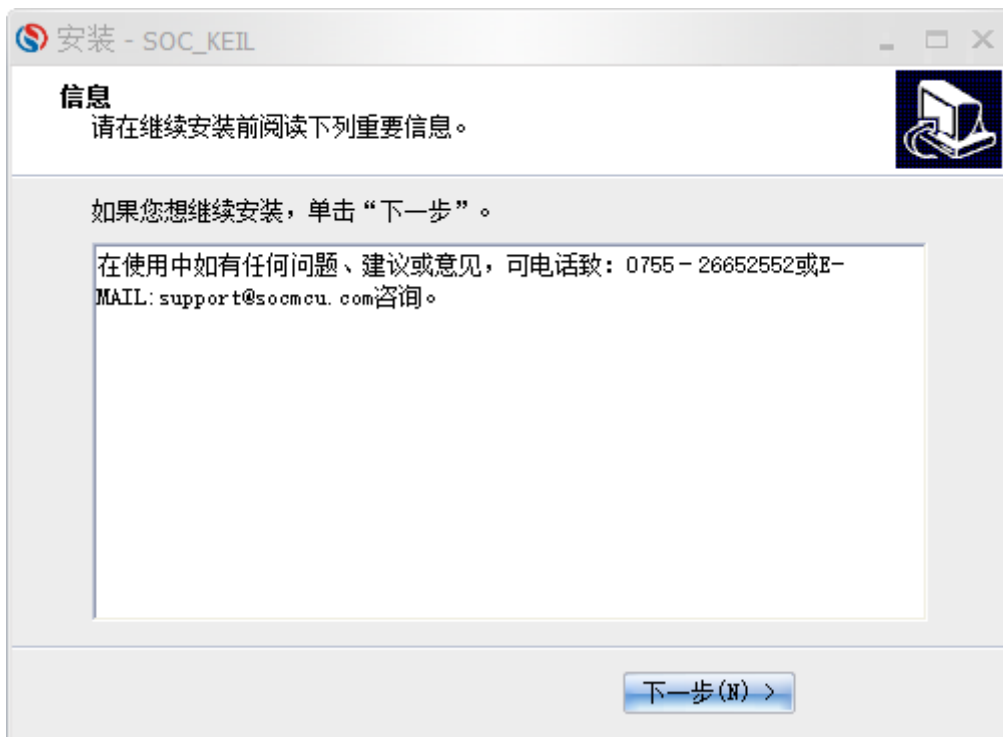 安装 - SOC_KEIL
信息
请在继续安装前阅读下列重要信息。
如果您想继续安装，单击“下一步”。
在使用中如有任何问题、建议或意见，可电话致：0755－26652552或E-
MAIL:support@socmcu.com咨询。
下一步(N) >